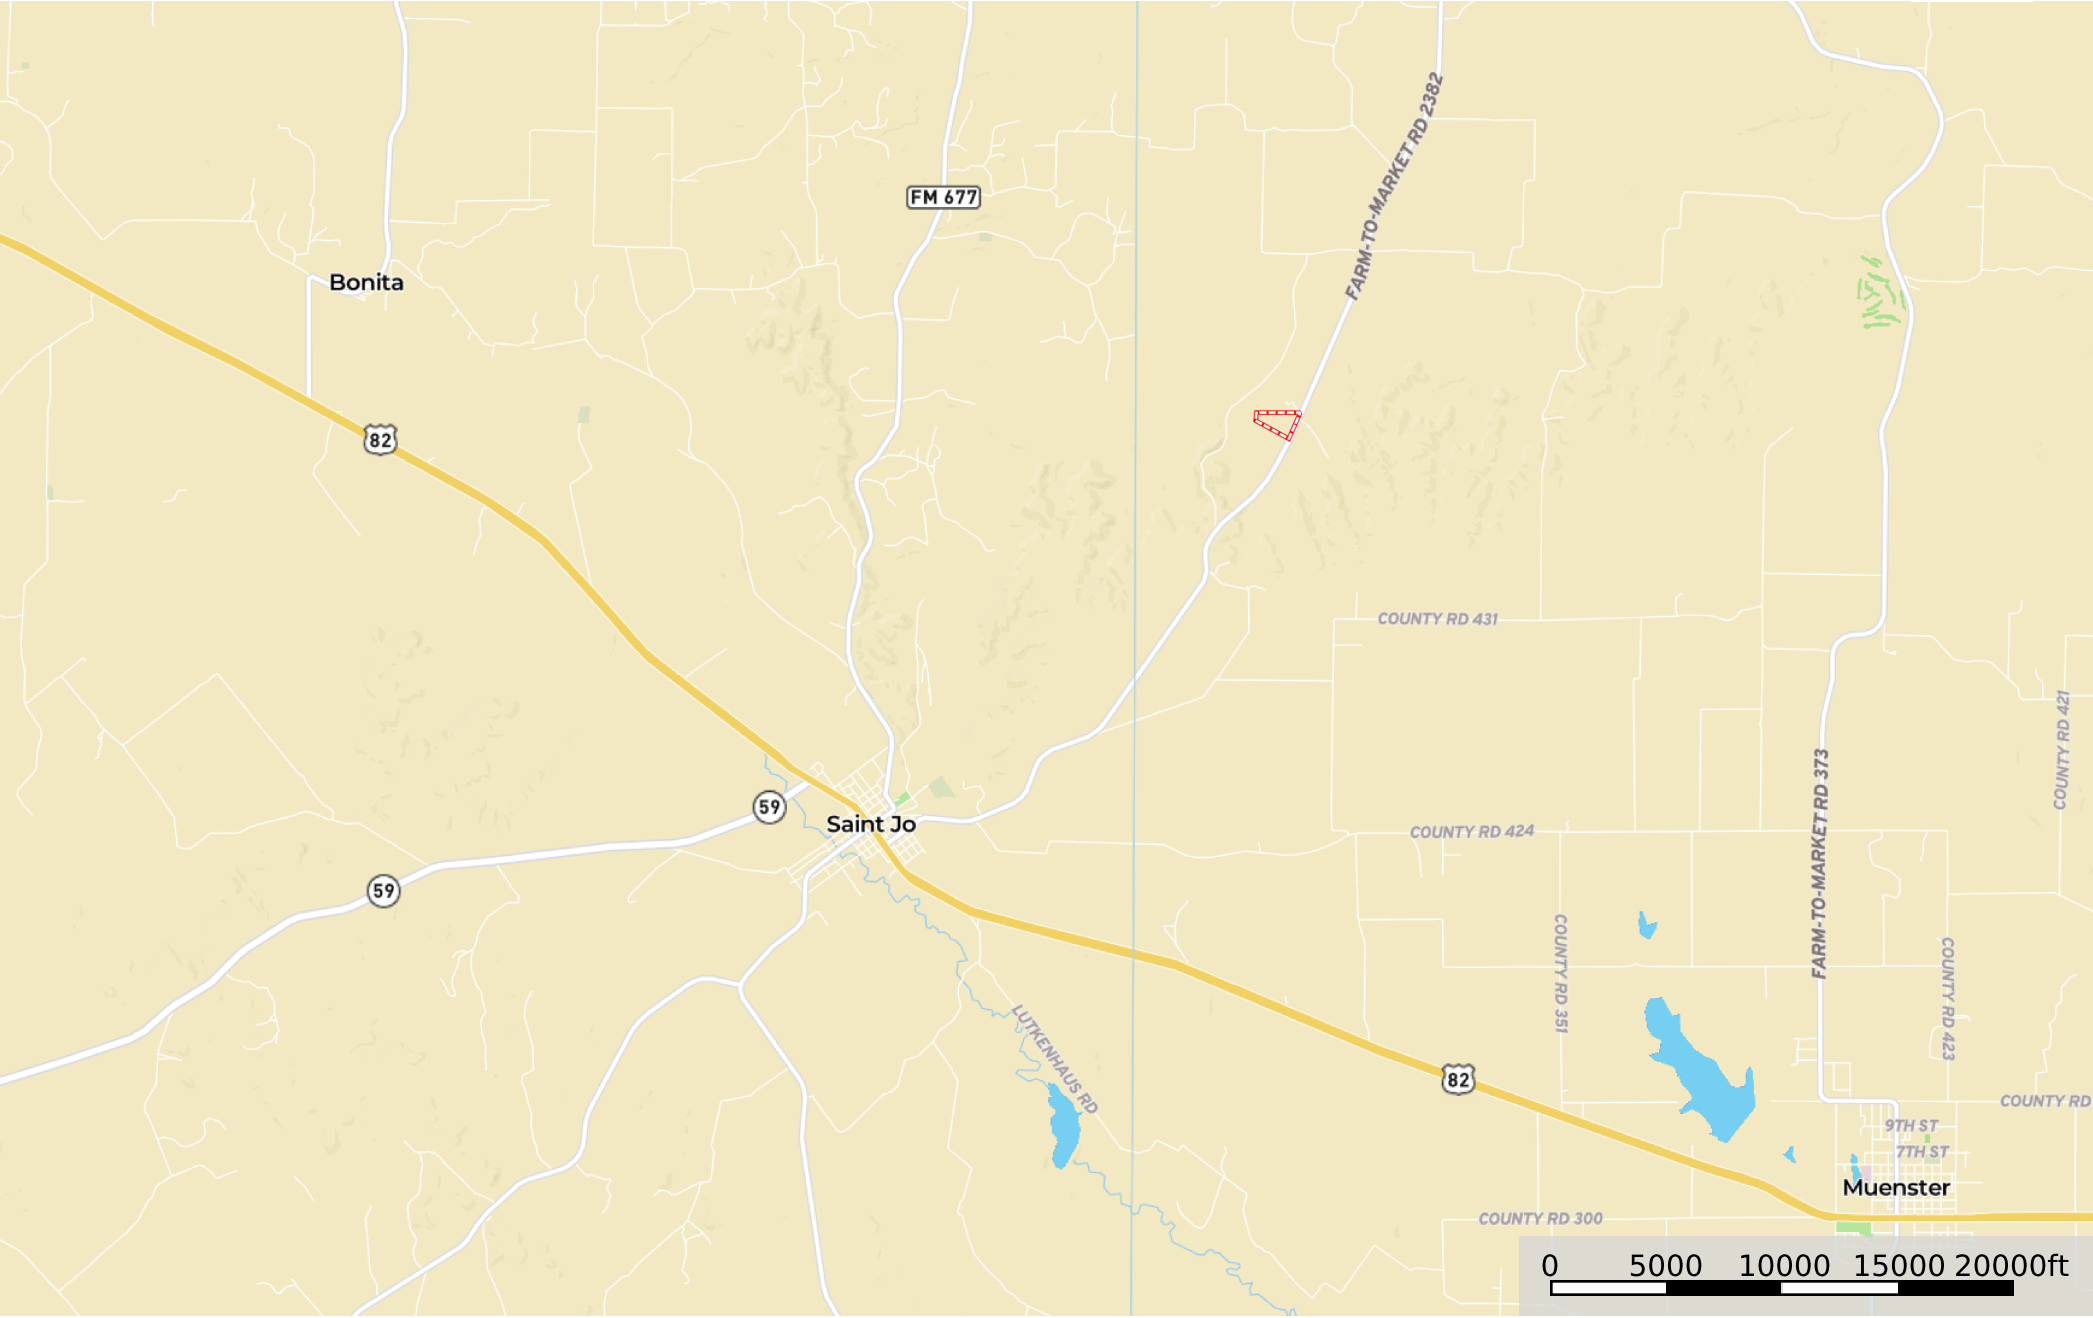 FARM-TO-MARKET RD 2382
FM 677
Bonita
82
COUNTY RD 431
COUNTY RD 421
59
Saint Jo
COUNTY RD 424
FARM-TO-MARKET RD 373
59
COUNTY RD 351
COUNTY RD 423
LUTKENHAUS RD
82
COUNTY RD
9TH ST
7TH ST
Muenster
COUNTY RD 300
0 5000 10000 15000 20000ft